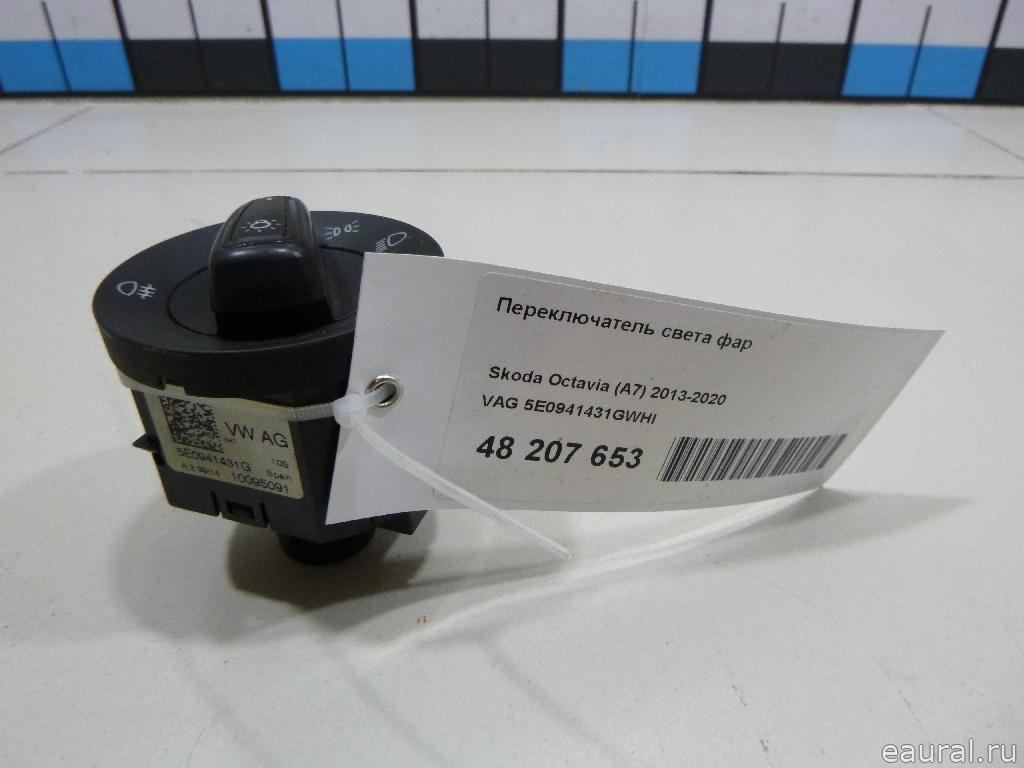 Переключатель света фар
Skoda Octavia (A7) 2013-2020
VAG 5E0941431GWHI
48 207 653
VW AG
5E0941431G 10S
Spain
10095091
eaural.ru